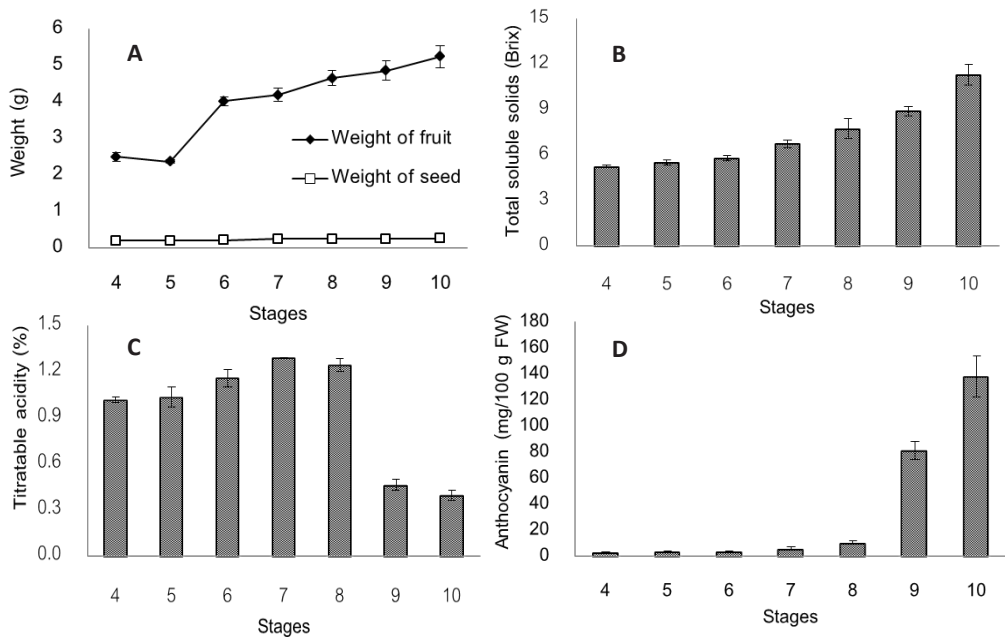 A
Weight (g)
6
5
4
3
2
1
0
Weight of fruit
Weight of seed
4 5 6 7 8 9 10
Stages
B
Total soluble solids (Brix)
15
12
9
6
3
0
4 5 6 7 8 9 10
Stages
C
Titratable acidity (%)
1.5
1.2
0.9
0.6
0.3
0.0
4 5 6 7 8 9 10
Stages
D
Anthocyanin (mg/100 g FW)
180
160
140
120
100
80
60
40
20
0
4 5 6 7 8 9 10
Stages